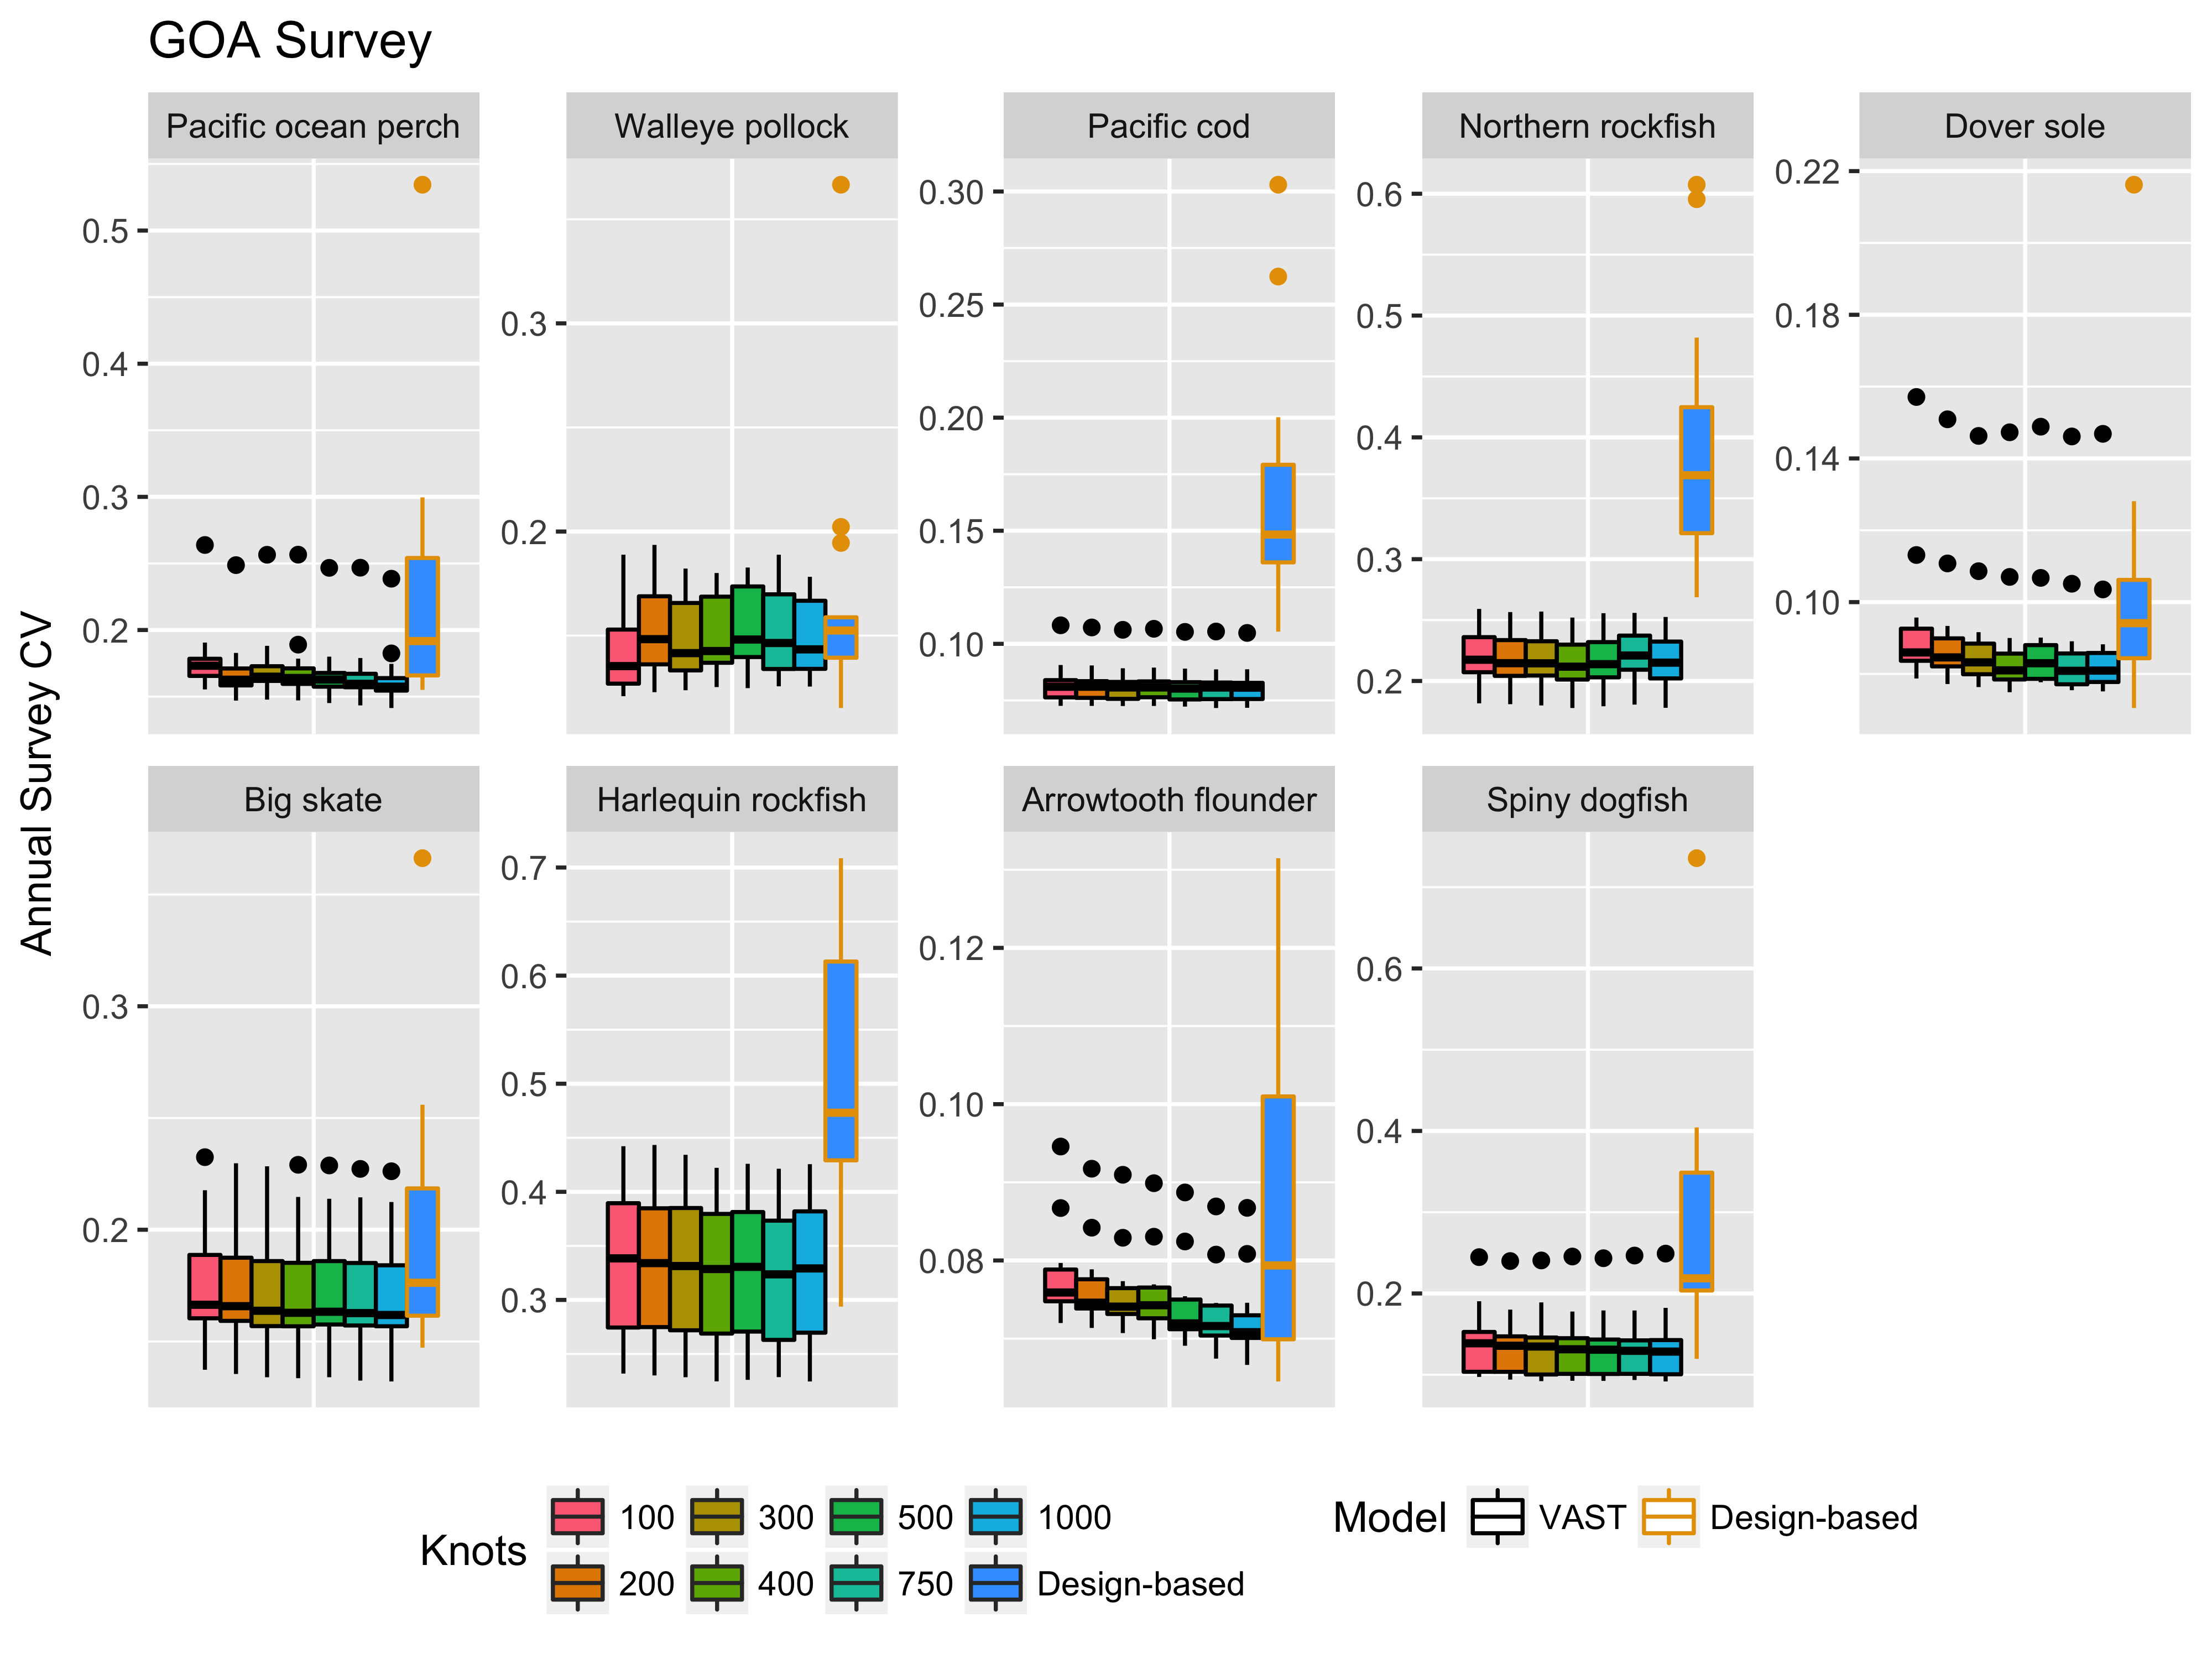 GOA Survey
Pacific ocean perch
Walleye pollock
Pacific cod
Northern rockfish
Dover sole
0.5
0.4
0.3
0.2
0.3
0.2
0.30
0.25
0.20
0.15
0.10
0.6
0.5
0.4
0.3
0.2
0.22
0.18
0.14
0.10
Annual Survey CV
Big skate
Harlequin rockfish
Arrowtooth flounder
Spiny dogfish
0.3
0.2
0.7
0.6
0.5
0.4
0.3
0.12
0.10
0.08
0.6
0.4
0.2
Knots
100
300
500
1000
200
400
750
Design-based
Model
VAST
Design-based